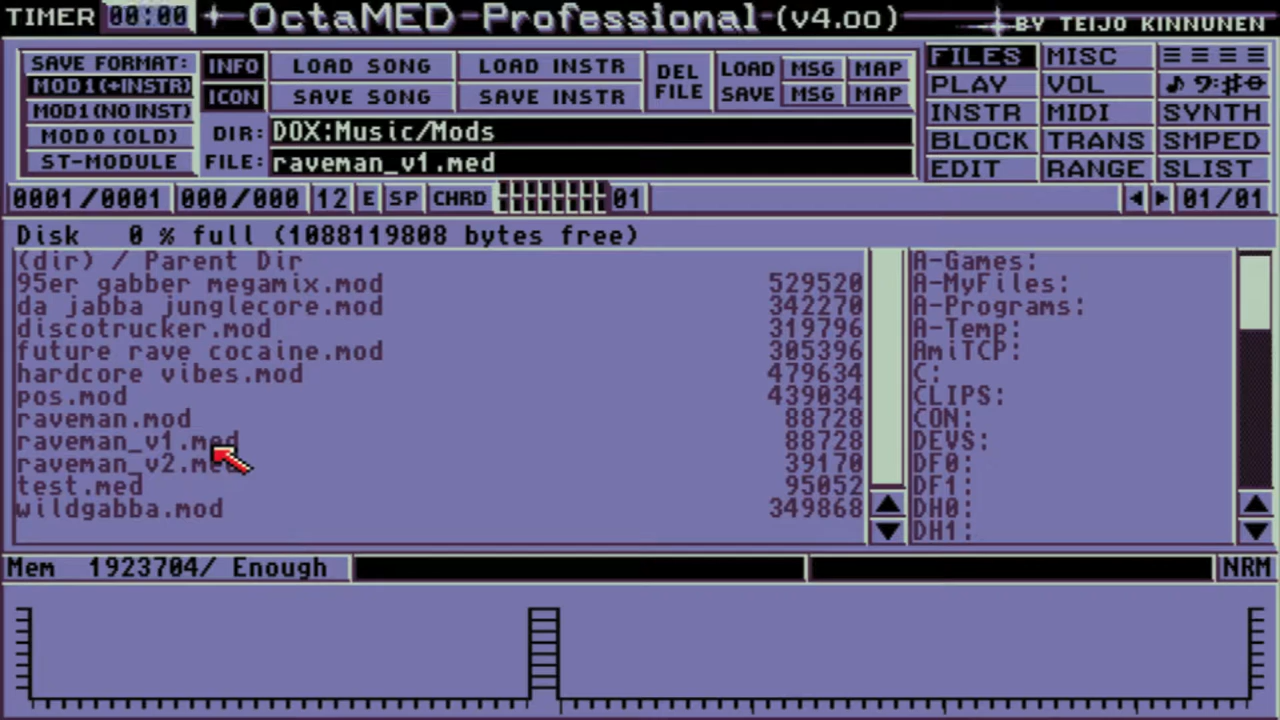 TIMER 00:00 OctaMED-Professional (v4.00) BY TEIJO KINNUNEN
SAVE FORMAT: INFO LOAD SONG LOAD INSTR DEL FILE LOAD MSG MAP FILES MISC
MOD1(+INSTR) ICON SAVE SONG SAVE INSTR SAVE MSG MAP PLAY VOL
MOD1(NO INST) DIR: DOX:Music/Mods INSTR MIDI SYNTH
MOD0(OLD) FILE: raveman_v1.med BLOCK TRANS SMPED
ST-MODULE EDIT RANGE SLIST
0001/0001 000/000 12 E SP CHRD 01 01/01
Disk 0 % full (1088119808 bytes free)
(dir) / Parent Dir A-Games:
95er gabber megamix.mod 529520 A-MyFiles:
da jabba junglecore.mod 342270 A-Programs:
discotrucker.mod 319796 A-Temp:
future rave cocaine.mod 305396 AmiTCP:
hardcore vibes.mod 479634 C:
pos.mod 439034 CLIPS:
raveman.mod 88728 CON:
raveman_v1.med 88728 DEVS:
raveman_v2.med 39170 DF0:
test.med 95052 DF1:
wildgabba.mod 349868 DH0:
DH1:
Mem 1923704/ Enough NRM